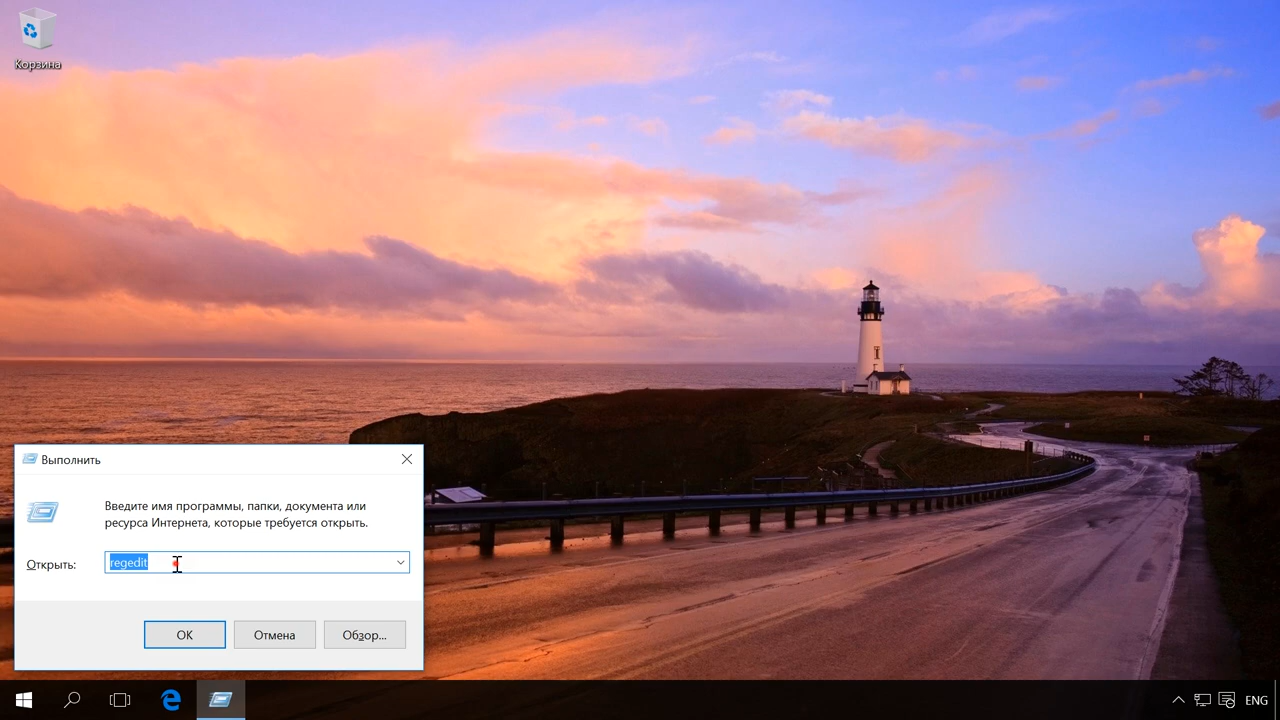 Корзина
Выполнить
Введите имя программы, папки, документа или
ресурса Интернета, которые требуется открыть.
Открыть:
regedit
ОК
Отмена
Обзор...
ENG